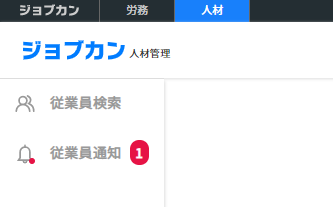 ジョブカン 労務 人材
ジョブカン 人材管理
従業員検索
従業員通知 1